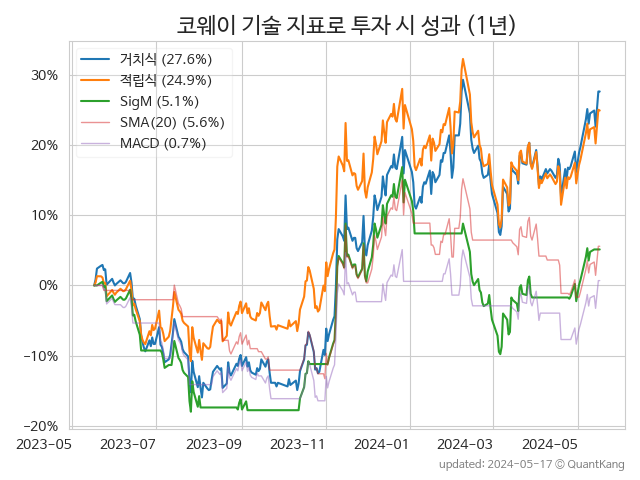 코웨이 기술 지표로 투자 시 성과 (1년)
거치식 (27.6%)
적립식 (24.9%)
SigM (5.1%)
SMA(20) (5.6%)
MACD (0.7%)
30%
20%
10%
0%
−10%
−20%
2023-05 2023-07 2023-09 2023-11 2024-01 2024-03 2024-05
updated: 2024-05-17 © QuantKang